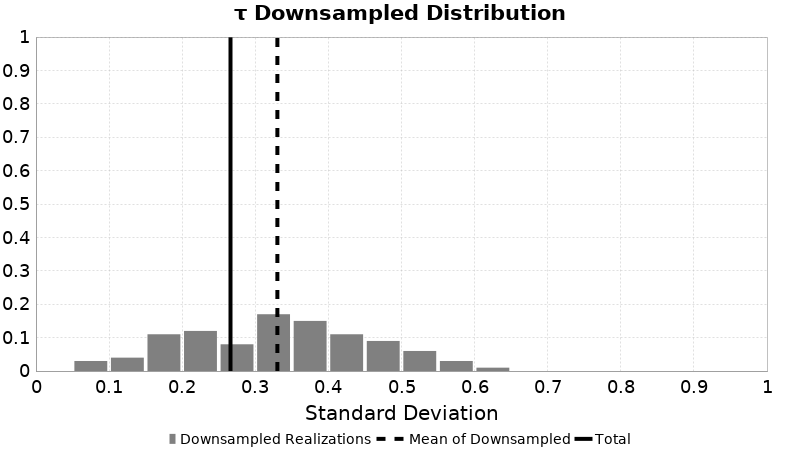 τ Downsampled Distribution
1
0.9
0.8
0.7
0.6
0.5
0.4
0.3
0.2
0.1
0
0 0.1 0.2 0.3 0.4 0.5 0.6 0.7 0.8 0.9 1
Standard Deviation
Downsampled Realizations Mean of Downsampled Total